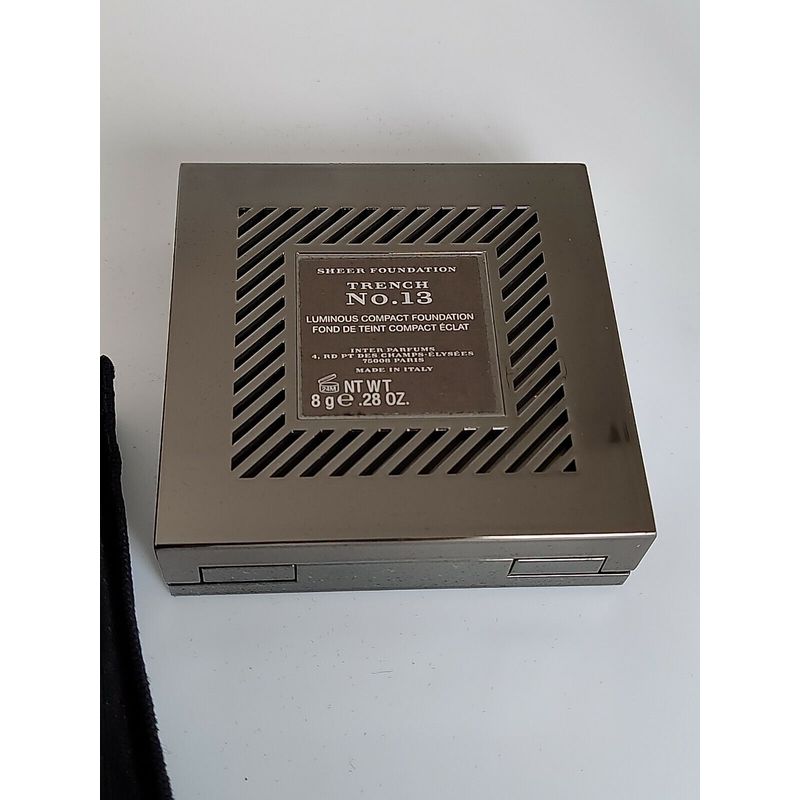 SHEER FOUNDATION
TRENCH
No.13
LUMINOUS COMPACT FOUNDATION
FOND DE TEINT COMPACT ÉCLAT
INTER PARFUMS
4, RD PT DES CHAMPS-ÉLYSÉES
75008 PARIS
MADE IN ITALY
24M NT WT
8 g e .28 OZ.